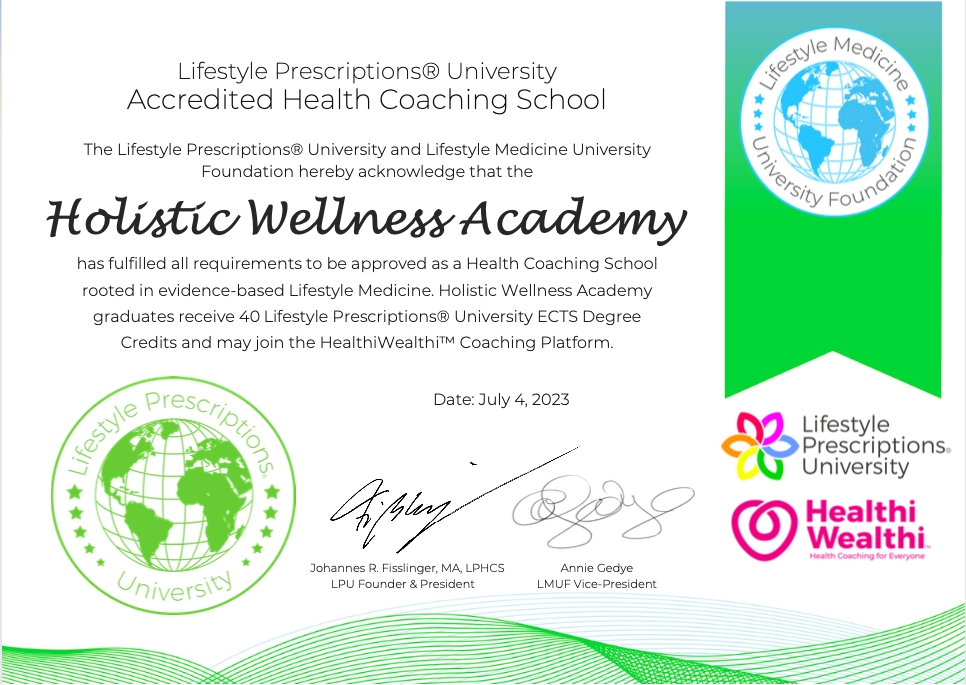 Lifestyle Prescriptions® University
Accredited Health Coaching School
The Lifestyle Prescriptions® University and Lifestyle Medicine University
Foundation hereby acknowledge that the
Holistic Wellness Academy
has fulfilled all requirements to be approved as a Health Coaching School
rooted in evidence-based Lifestyle Medicine. Holistic Wellness Academy
graduates receive 40 Lifestyle Prescriptions® University ECTS Degree
Credits and may join the HealthiWealthi™ Coaching Platform.
Date: July 4, 2023
Lifestyle Prescriptions®
University
Johannes R. Fisslinger, MA, LPHCS
LPU Founder & President
Annie Gedye
LMUF Vice-President
Lifestyle Medicine
University Foundation
Lifestyle
Prescriptions®
University
Healthi
Wealthi™
Health Coaching for Everyone